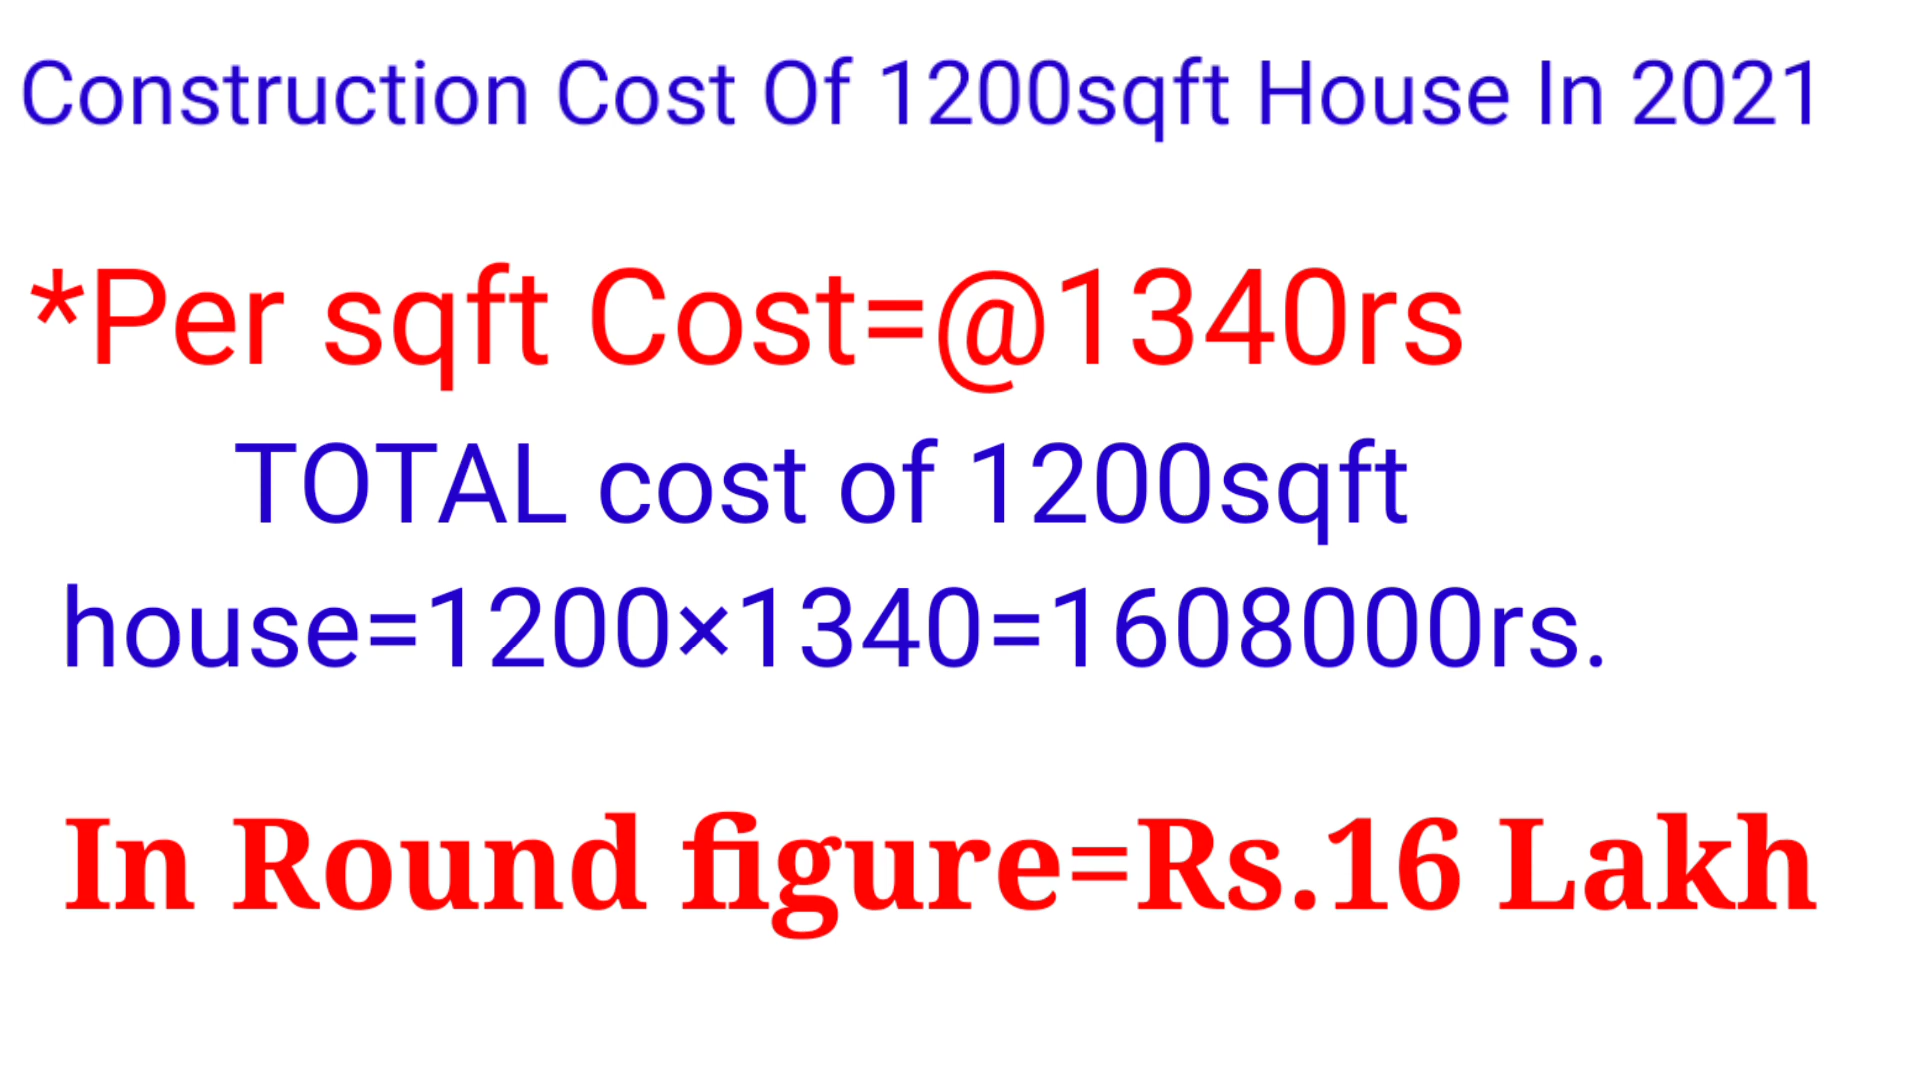 Construction Cost Of 1200sqft House In 2021
*Per sqft Cost=@1340rs
TOTAL cost of 1200sqft
house=1200×1340=1608000rs.
In Round figure=Rs.16 Lakh